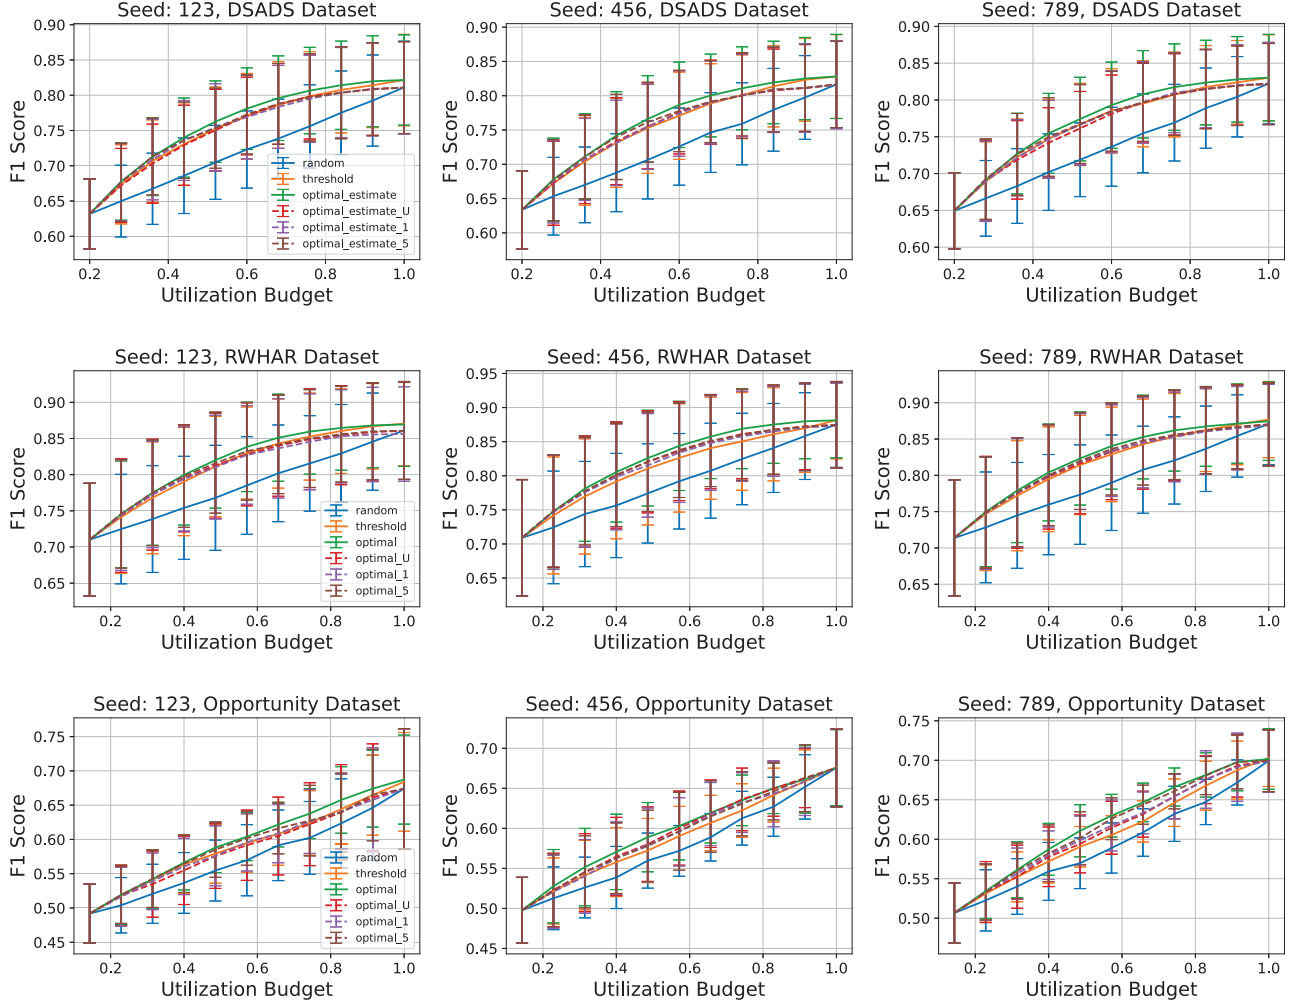 Seed: 123, DSADS Dataset
F1 Score
0.90
0.85
0.80
0.75
0.70
0.65
0.60
random
threshold
optimal_estimate
optimal_estimate_U
optimal_estimate_1
optimal_estimate_5
0.2 0.4 0.6 0.8 1.0
Utilization Budget
Seed: 456, DSADS Dataset
F1 Score
0.90
0.85
0.80
0.75
0.70
0.65
0.60
0.2 0.4 0.6 0.8 1.0
Utilization Budget
Seed: 789, DSADS Dataset
F1 Score
0.90
0.85
0.80
0.75
0.70
0.65
0.60
0.2 0.4 0.6 0.8 1.0
Utilization Budget
Seed: 123, RWHAR Dataset
F1 Score
0.90
0.85
0.80
0.75
0.70
0.65
random
threshold
optimal
optimal_U
optimal_1
optimal_5
0.2 0.4 0.6 0.8 1.0
Utilization Budget
Seed: 456, RWHAR Dataset
F1 Score
0.95
0.90
0.85
0.80
0.75
0.70
0.65
0.2 0.4 0.6 0.8 1.0
Utilization Budget
Seed: 789, RWHAR Dataset
F1 Score
0.90
0.85
0.80
0.75
0.70
0.65
0.2 0.4 0.6 0.8 1.0
Utilization Budget
Seed: 123, Opportunity Dataset
F1 Score
0.75
0.70
0.65
0.60
0.55
0.50
0.45
random
threshold
optimal
optimal_U
optimal_1
optimal_5
0.2 0.4 0.6 0.8 1.0
Utilization Budget
Seed: 456, Opportunity Dataset
F1 Score
0.70
0.65
0.60
0.55
0.50
0.45
0.2 0.4 0.6 0.8 1.0
Utilization Budget
Seed: 789, Opportunity Dataset
F1 Score
0.75
0.70
0.65
0.60
0.55
0.50
0.2 0.4 0.6 0.8 1.0
Utilization Budget